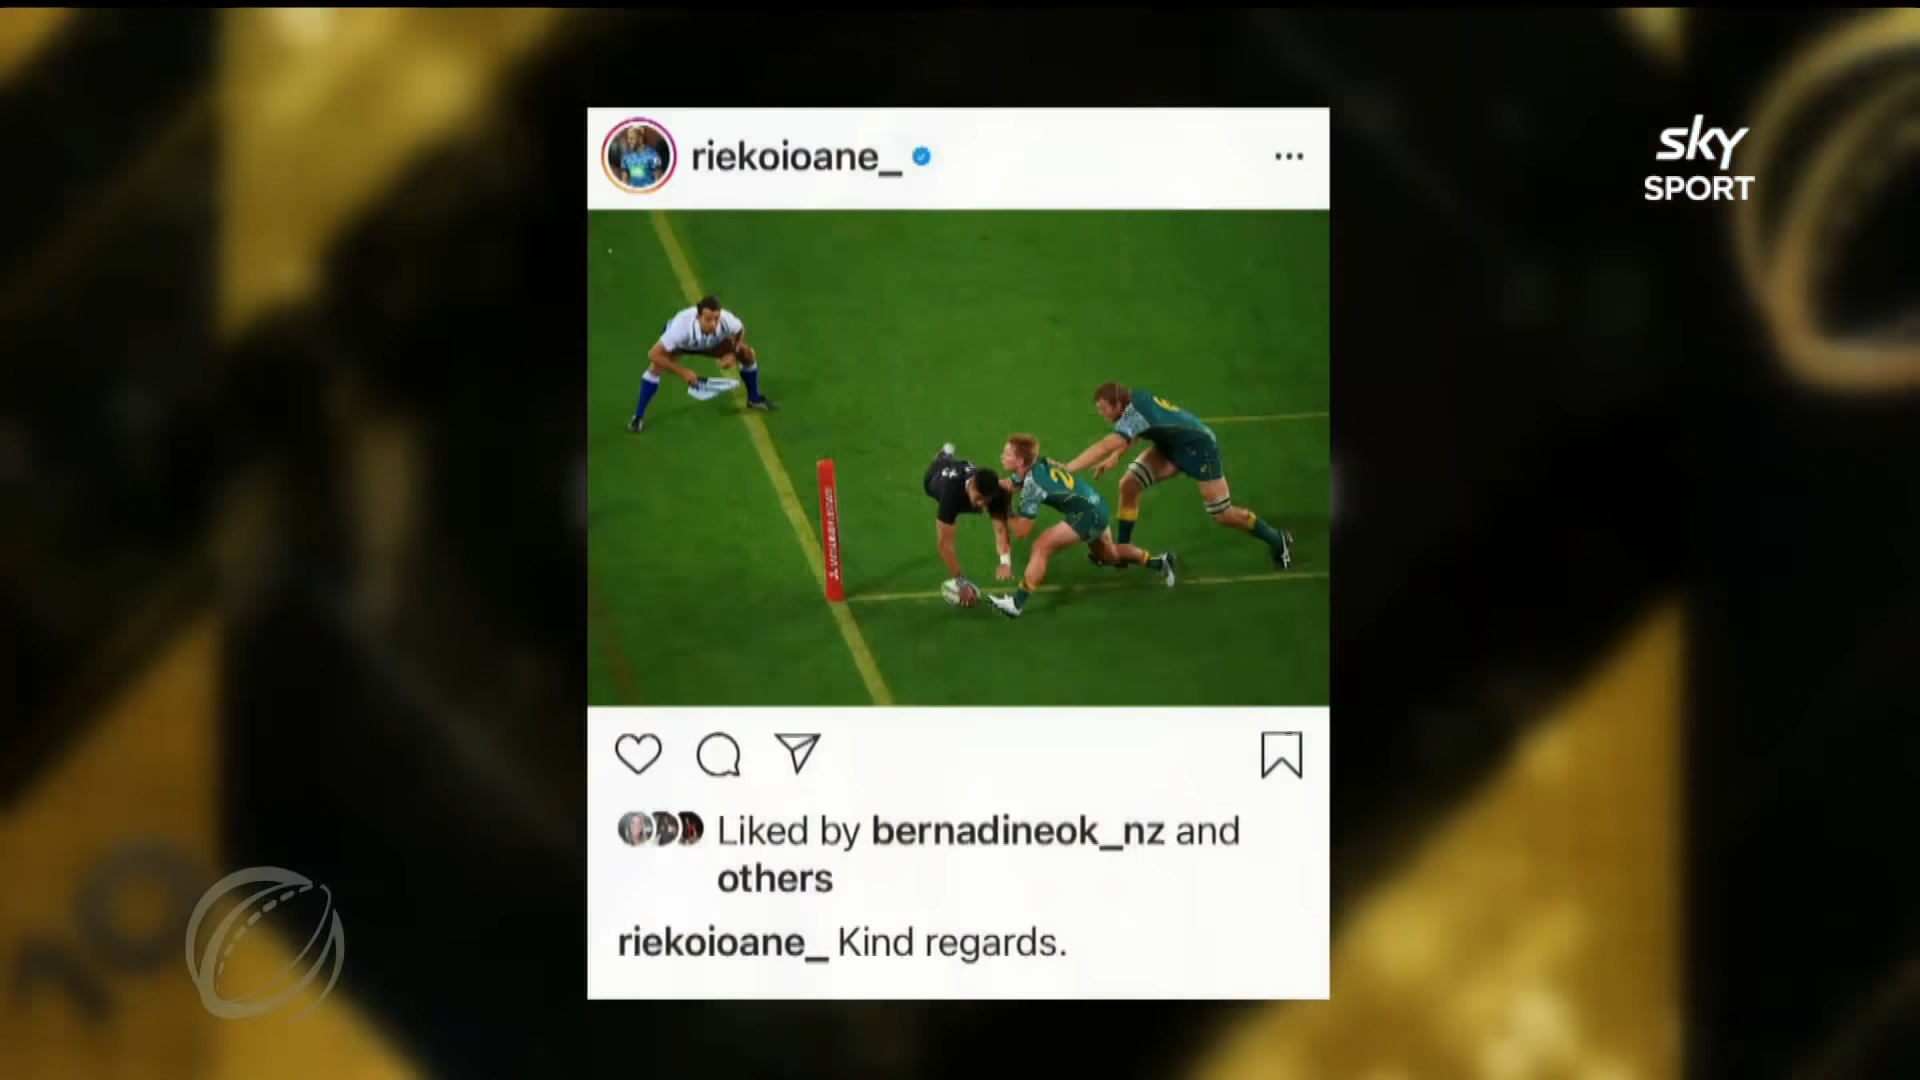 riekoioane_
sky
SPORT
Liked by bernadineok_nz and
others
riekoioane_ Kind regards.